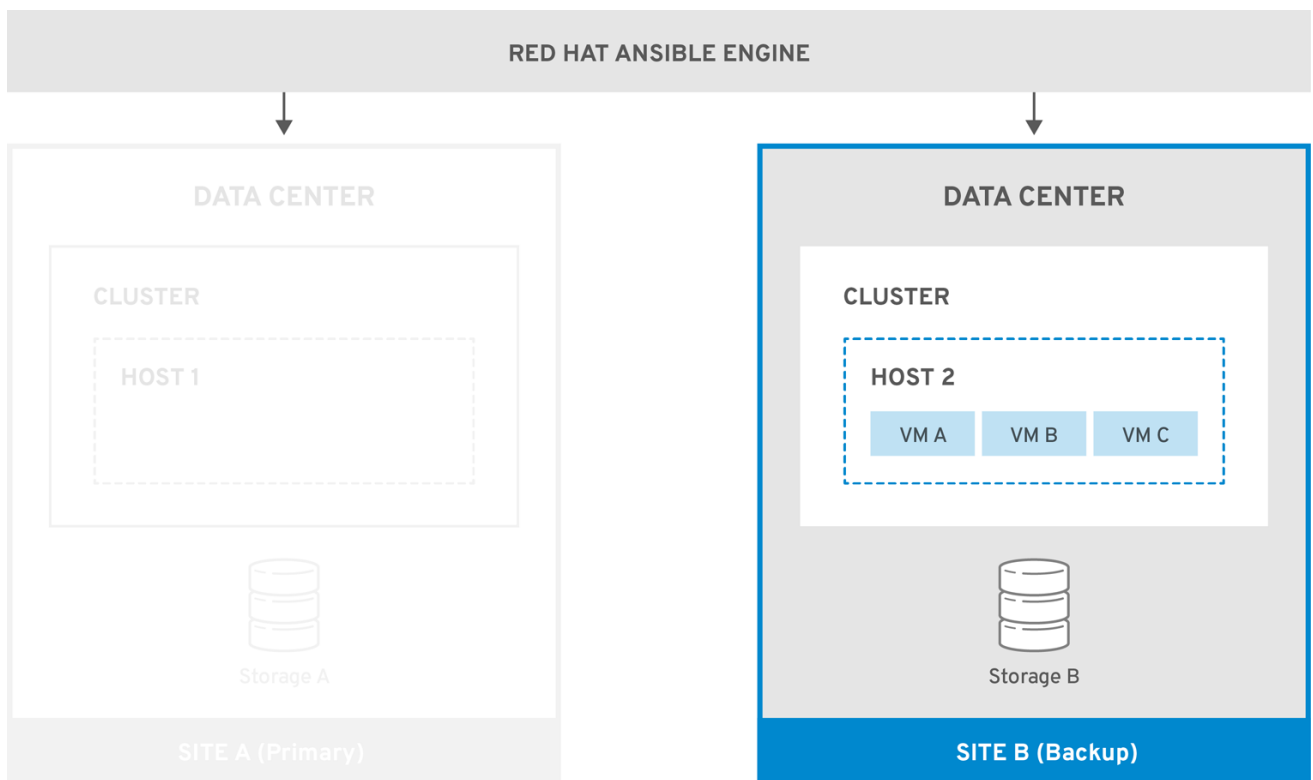 RED HAT ANSIBLE ENGINE
DATA CENTER
CLUSTER
HOST 1
Storage A
SITE A (Primary)
DATA CENTER
CLUSTER
HOST 2
VM A VM B VM C
Storage B
SITE B (Backup)